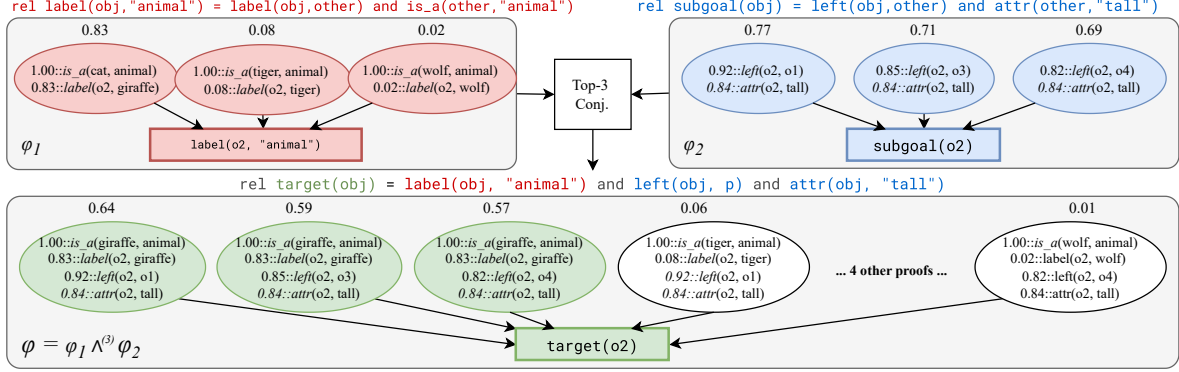 rel label(obj,"animal") = label(obj,other) and is_a(other,"animal")
rel subgoal(obj) = left(obj,other) and attr(other,"tall")
0.83
0.08
0.02
1.00::is_a(cat, animal)
0.83::label(o2, giraffe)
1.00::is_a(tiger, animal)
0.08::label(o2, tiger)
1.00::is_a(wolf, animal)
0.02::label(o2, wolf)
label(o2, "animal")
φ1
Top-3
Conj.
0.77
0.71
0.69
0.92::left(o2, o1)
0.84::attr(o2, tall)
0.85::left(o2, o3)
0.84::attr(o2, tall)
0.82::left(o2, o4)
0.84::attr(o2, tall)
subgoal(o2)
φ2
rel target(obj) = label(obj, "animal") and left(obj, p) and attr(obj, "tall")
0.64
0.59
0.57
0.06
0.01
1.00::is_a(giraffe, animal)
0.83::label(o2, giraffe)
0.92::left(o2, o1)
0.84::attr(o2, tall)
1.00::is_a(giraffe, animal)
0.83::label(o2, giraffe)
0.85::left(o2, o3)
0.84::attr(o2, tall)
1.00::is_a(giraffe, animal)
0.83::label(o2, giraffe)
0.82::left(o2, o4)
0.84::attr(o2, tall)
1.00::is_a(tiger, animal)
0.08::label(o2, tiger)
0.92::left(o2, o1)
0.84::attr(o2, tall)
... 4 other proofs ...
1.00::is_a(wolf, animal)
0.02::label(o2, wolf)
0.82::left(o2, o4)
0.84::attr(o2, tall)
target(o2)
φ = φ1 ∧(3) φ2